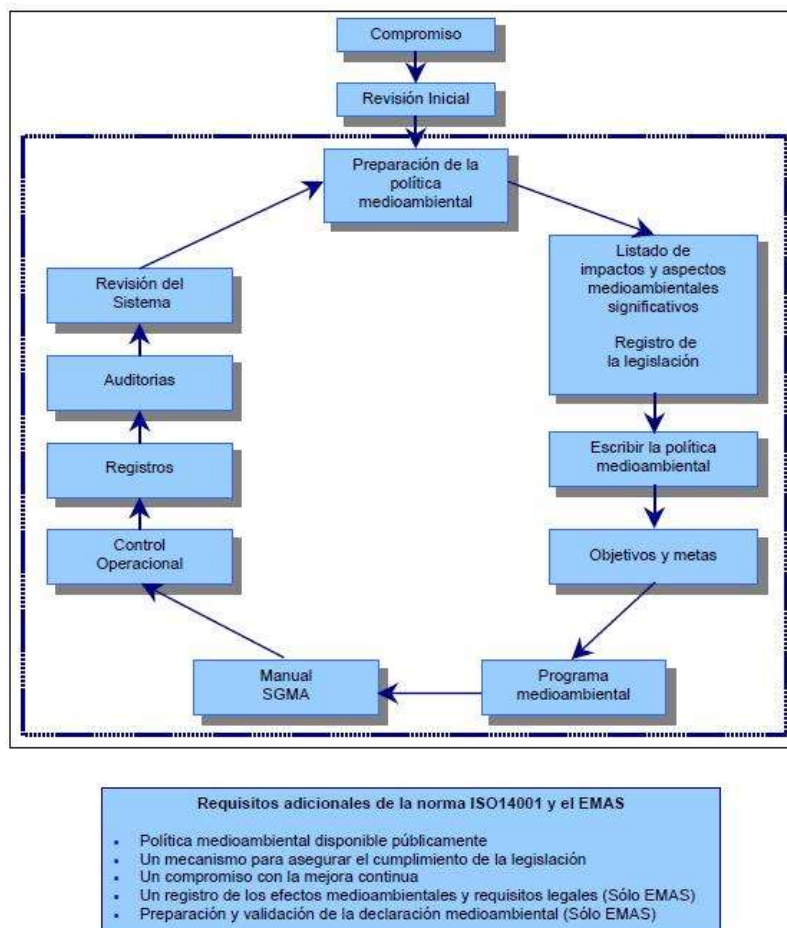 Compromiso
Revisión Inicial
Preparación de la
política
medioambiental
Listado de
impactos y aspectos
medioambientales
significativos
Registro de
la legislación
Escribir la política
medioambiental
Objetivos y metas
Programa
medioambiental
Manual
SGMA
Control
Operacional
Registros
Auditorias
Revisión del
Sistema
Requisitos adicionales de la norma ISO14001 y el EMAS
• Política medioambiental disponible públicamente
• Un mecanismo para asegurar el cumplimiento de la legislación
• Un compromiso con la mejora continua
• Un registro de los efectos medioambientales y requisitos legales (Sólo EMAS)
• Preparación y validación de la declaración medioambiental (Sólo EMAS)